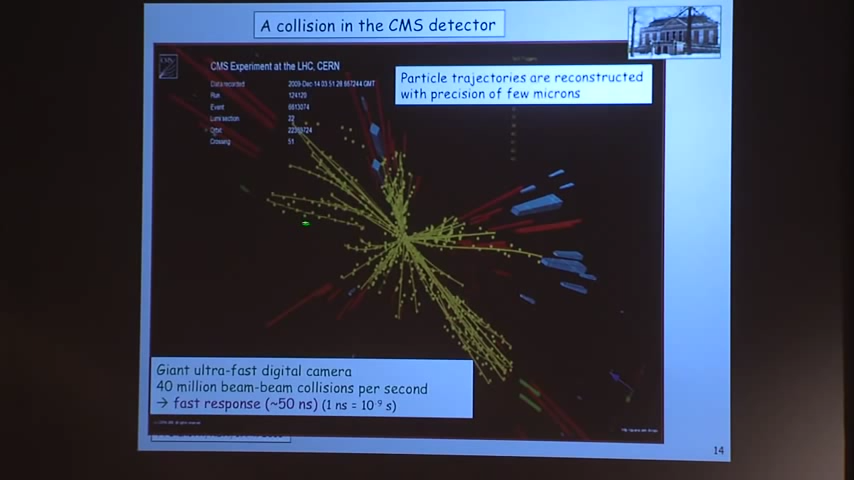 A collision in the CMS detector
CMS
CMS Experiment at the LHC, CERN
Data recorded 2009-Dec-14 03 51 28 GMT
Run 124120
Event 6613074
Lumi section 23
Orbit
Crossing 51
Particle trajectories are reconstructed
with precision of few microns
Giant ultra-fast digital camera
40 million beam-beam collisions per second
→ fast response (~50 ns) (1 ns = 10⁻⁹ s)
14